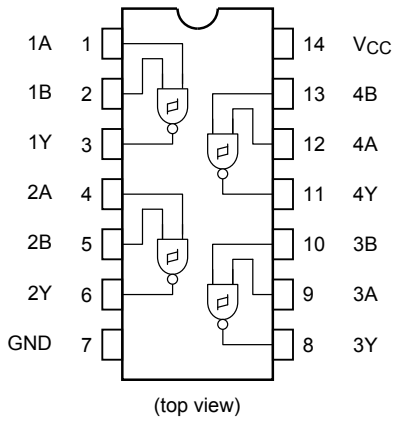 1A 1 14 VCC
1B 2 13 4B
1Y 3 12 4A
2A 4 11 4Y
2B 5 10 3B
2Y 6 9 3A
GND 7 8 3Y
(top view)